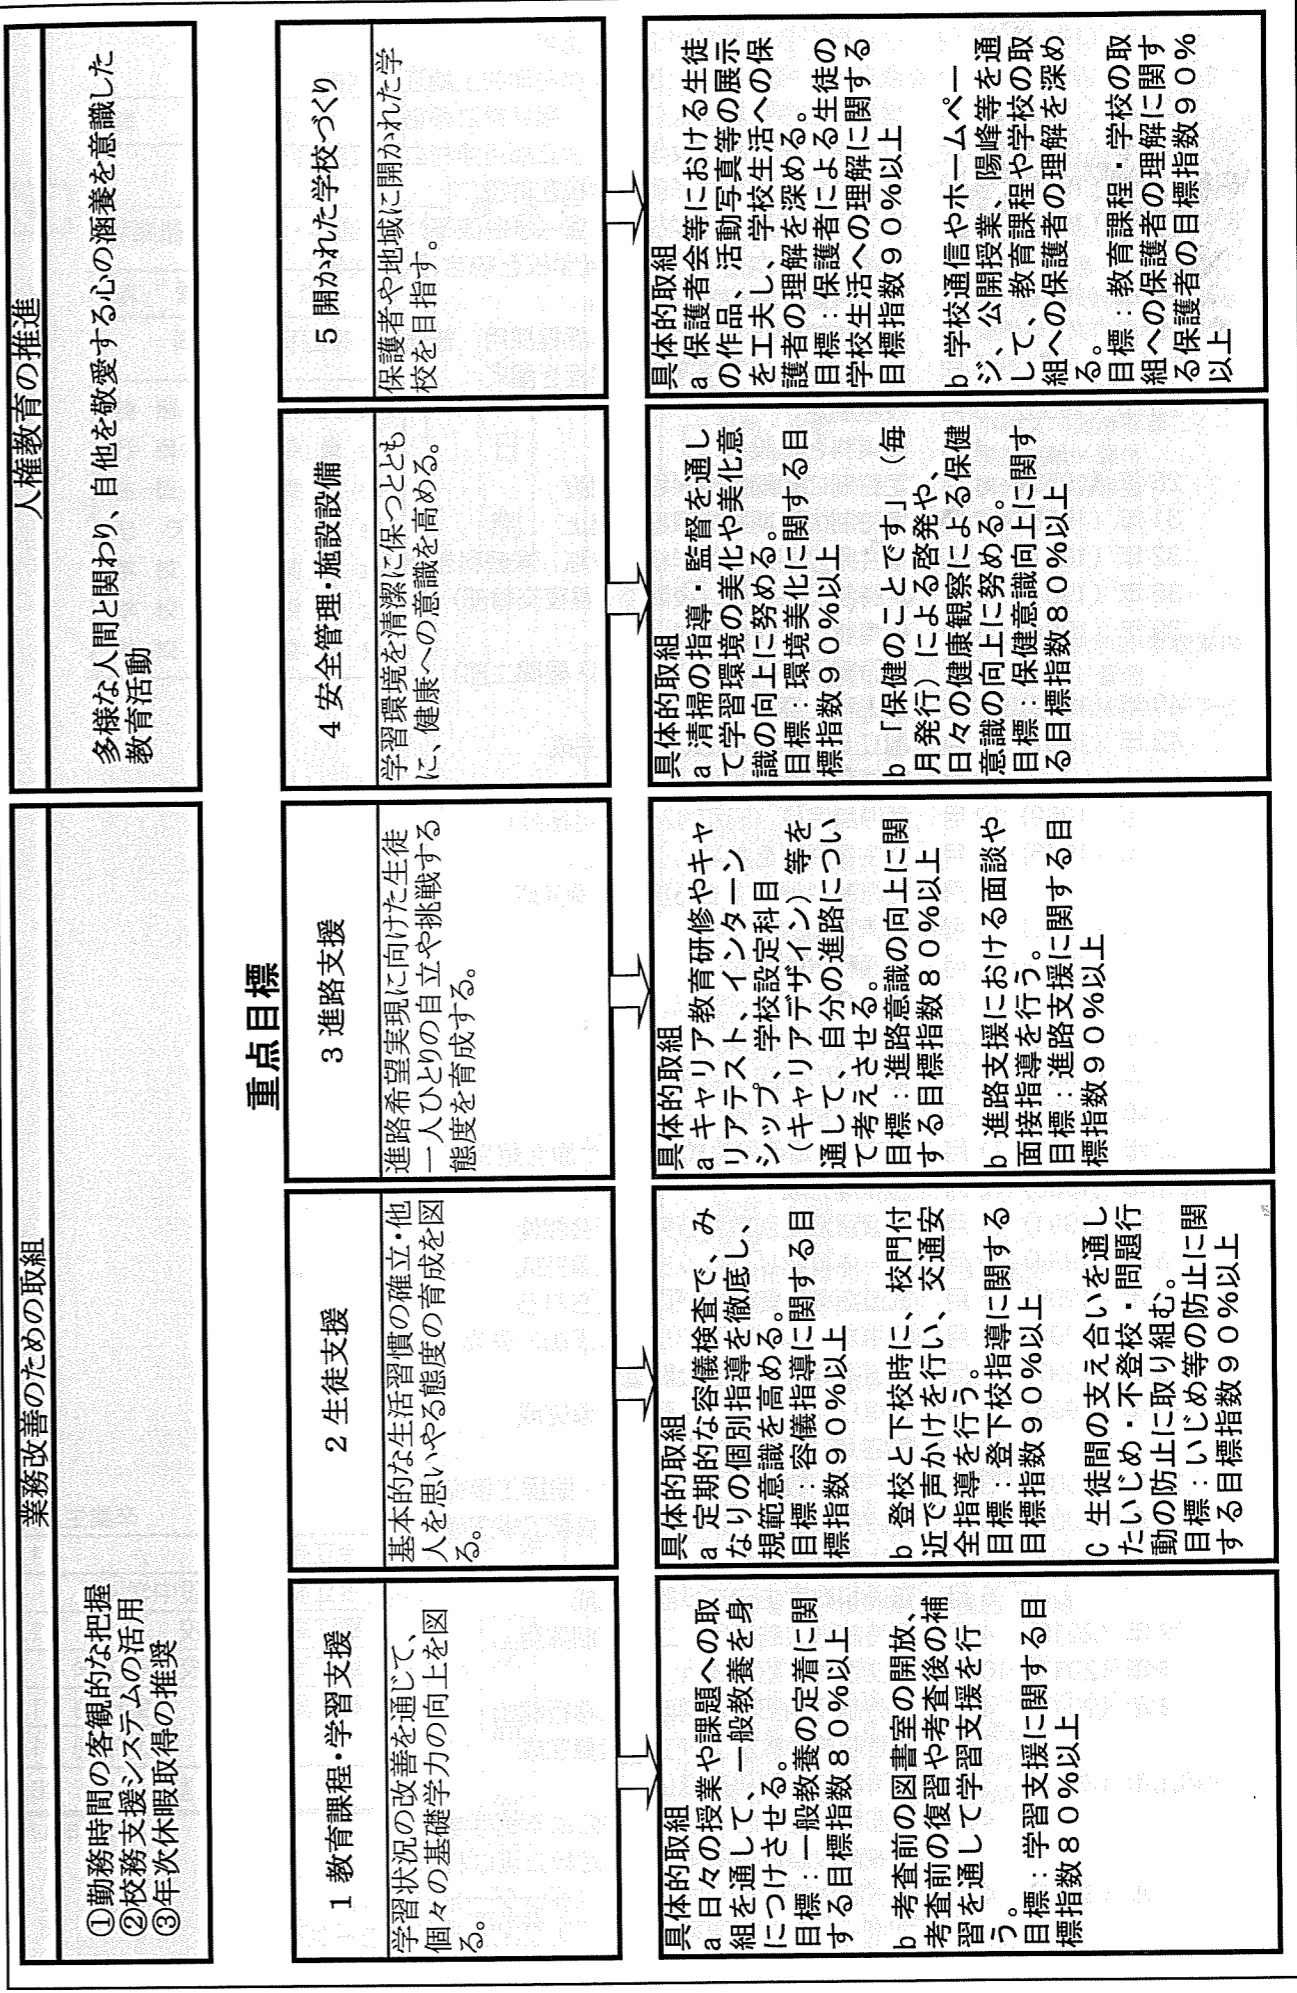 業務改善のための取組
①勤務時間の客観的な把握
②校務支援システムの活用
③年次休暇取得の推奨
人権教育の推進
多様な人間と関わり、自他を敬愛する心の涵養を意識した
教育活動
重点目標
1 教育課程・学習支援
学習状況の改善を通じて、
個々の基礎学力の向上を図
る。
具体的取組
a 日々の授業や課題への取
組を通して、一般教養を身
につけさせる。
目標：一般教養の定着に関
する目標指数８０％以上
b 考査前の図書室の開放、
考査前の復習や考査後の補
習を通して学習支援を行
う。
目標：学習支援に関する目
標指数８０％以上
2 生徒支援
基本的な生活習慣の確立・他
人を思いやる態度の育成を図
る。
具体的取組
a 定期的な容儀検査で、み
なりの個別指導を徹底し、
規範意識を高める。
目標：容儀指導に関する目
標指数９０％以上
b 登校と下校時に、校門付
近で声かけを行い、交通安
全指導を行う。
目標：登下校指導に関する
目標指数９０％以上
C 生徒間の支え合いを通し
たいじめ・不登校・問題行
動の防止に取り組む。
目標：いじめ等の防止に関
する目標指数９０％以上
3 進路支援
進路希望実現に向けた生徒
一人ひとりの自立や挑戦する
態度を育成する。
具体的取組
a キャリア教育研修やキャ
リアテスト、インターン
シップ、学校設定科目
（キャリアデザイン）等を
通して、自分の進路につい
て考えさせる。
目標：進路意識の向上に関
する目標指数８０％以上
b 進路支援における面談や
面接指導を行う。
目標：進路支援に関する目
標指数９０％以上
4 安全管理・施設設備
学習環境を清潔に保つととも
に、健康への意識を高める。
具体的取組
a 清掃の指導・監督を通し
て学習環境の美化や美化意
識の向上に努める。
目標：環境美化に関する目
標指数９０％以上
b 「保健のことです」（毎
月発行）による啓発や、
日々の健康観察による保健
意識の向上に努める。
目標：保健意識向上に関す
る目標指数８０％以上
5 開かれた学校づくり
保護者や地域に開かれた学
校を目指す。
具体的取組
a 保護者会等における生徒
の作品、活動写真等の展示
を工夫し、学校生活への保
護者の理解を深める。
目標：保護者による生徒の
学校生活への理解に関する
目標指数９０％以上
b 学校通信やホームペー
ジ、公開授業、陽峰等を通
して、教育課程や学校の取
組への保護者の理解を深め
る。
目標：教育課程・学校の取
組への保護者の理解に関す
る保護者の目標指数９０％
以上